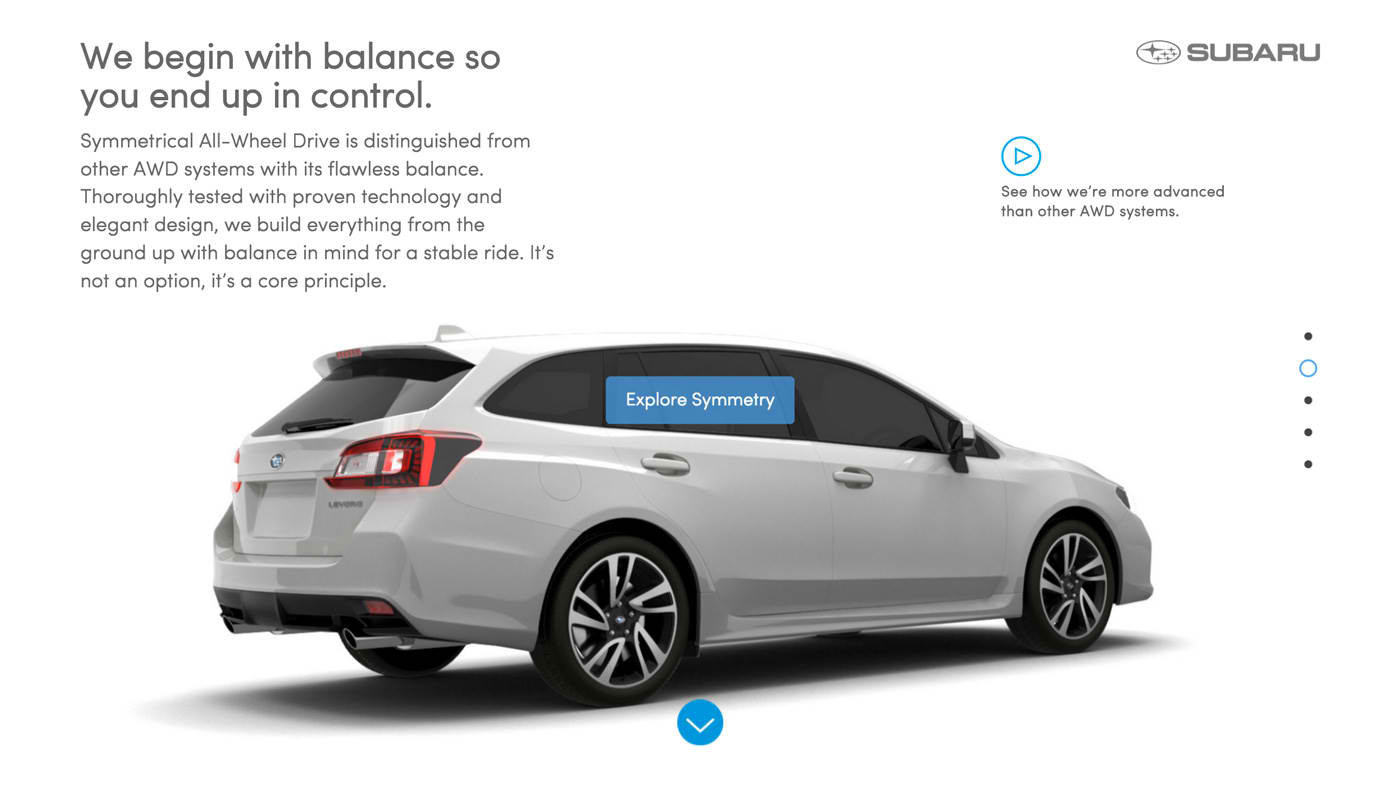 We begin with balance so
you end up in control.
Symmetrical All-Wheel Drive is distinguished from
other AWD systems with its flawless balance.
Thoroughly tested with proven technology and
elegant design, we build everything from the
ground up with balance in mind for a stable ride. It's
not an option, it's a core principle.
SUBARU
See how we're more advanced
than other AWD systems.
Explore Symmetry
LEVORG